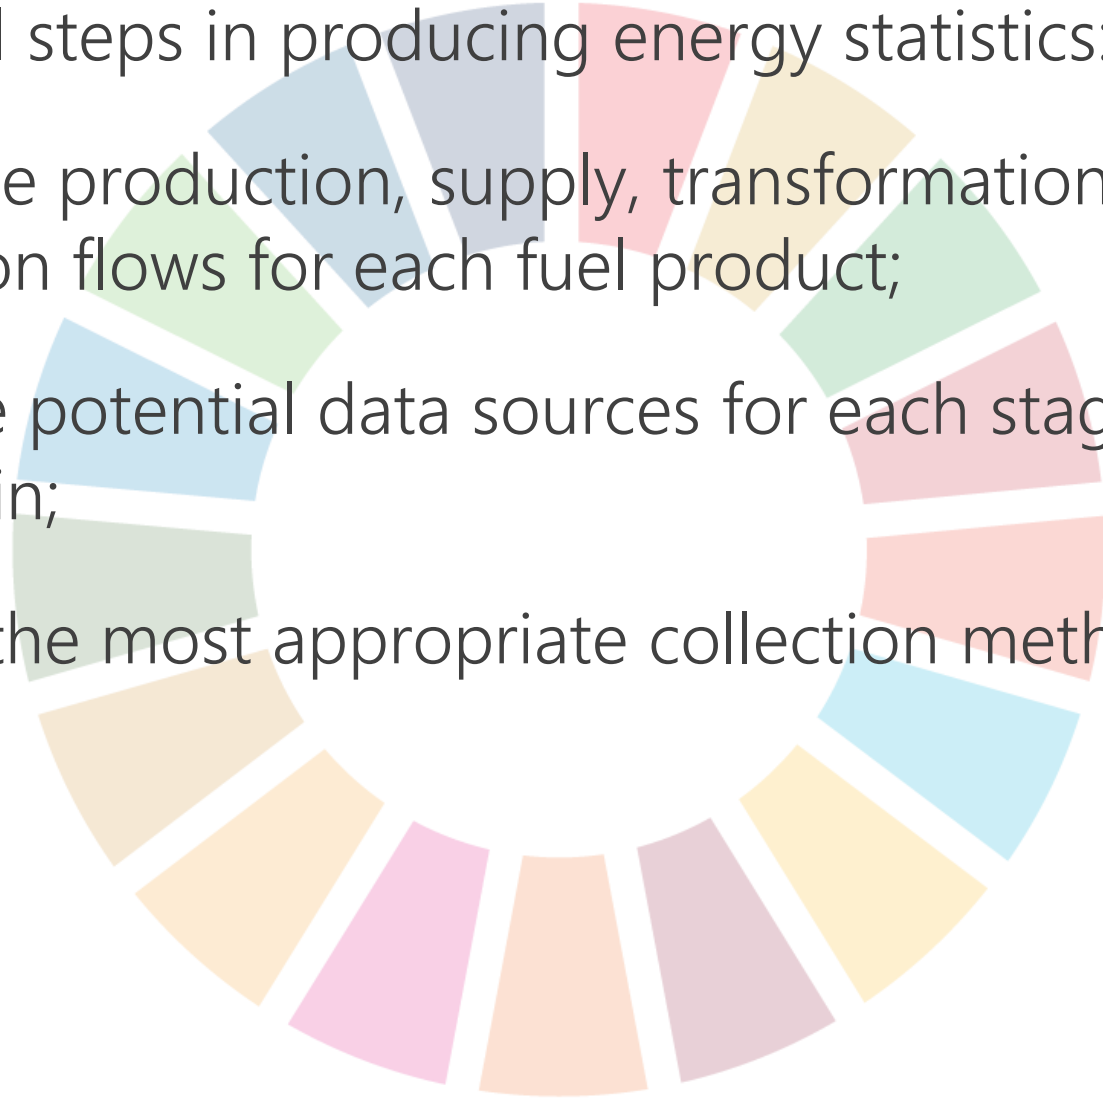 l steps in producing energy statistics:
e production, supply, transformation
on flows for each fuel product;
e potential data sources for each stag
in;
the most appropriate collection meth